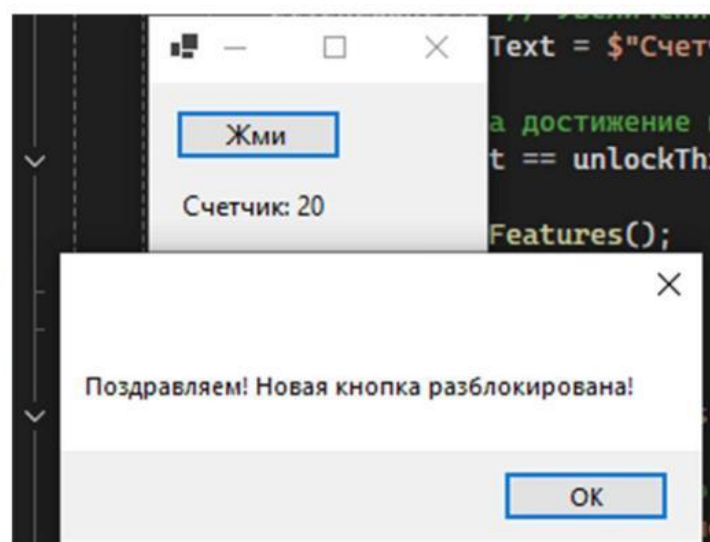 Text = $"Счет
Жми
а достижение
t == unlockTh
Счетчик: 20
Features();
Поздравляем! Новая кнопка разблокирована!
OK